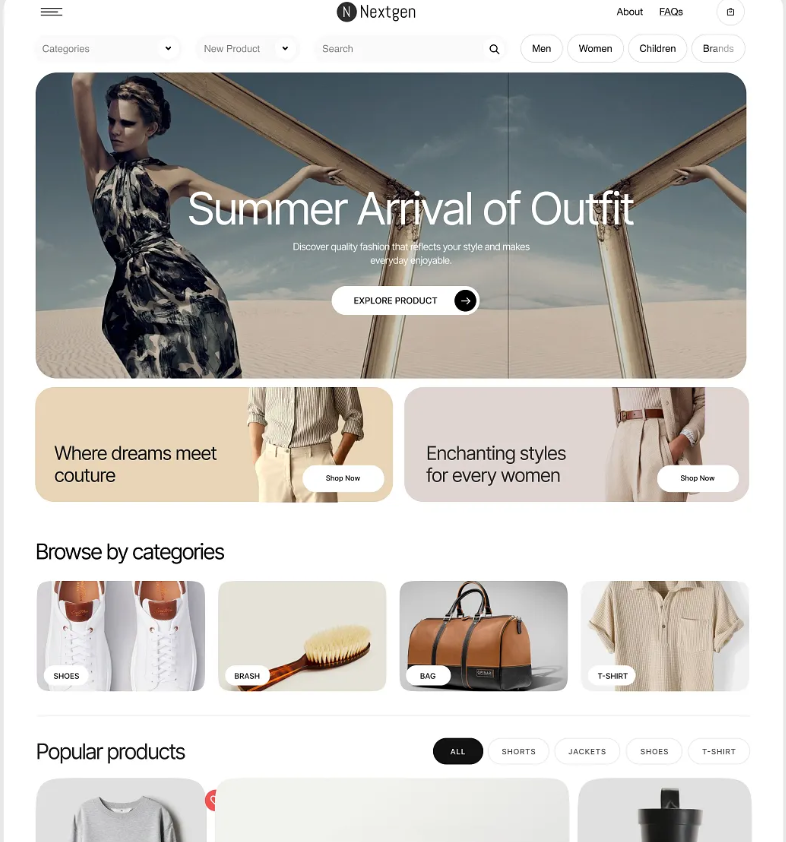 N Nextgen
About FAQs
Categories New Product Search Men Women Children Brands
Summer Arrival of Outfit
Discover quality fashion that reflects your style and makes
everyday enjoyable.
EXPLORE PRODUCT
Where dreams meet
couture
Shop Now
Enchanting styles
for every women
Shop Now
Browse by categories
SHOES
BRASH
BAG
T-SHIRT
Popular products
ALL SHORTS JACKETS SHOES T-SHIRT